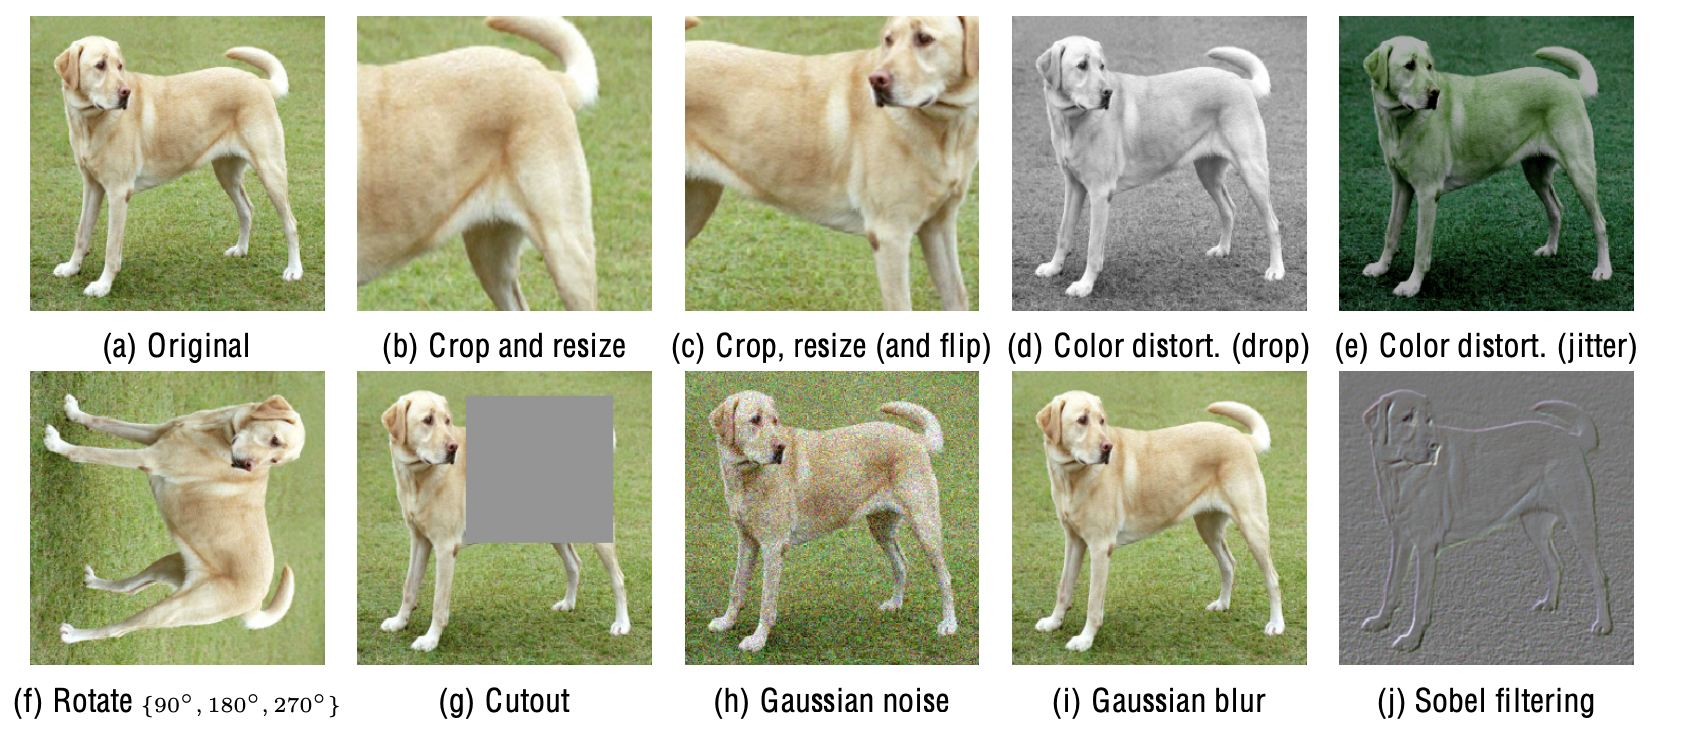 (a) Original
(b) Crop and resize
(c) Crop, resize (and flip)
(d) Color distort. (drop)
(e) Color distort. (jitter)
(f) Rotate {90°, 180°, 270°}
(g) Cutout
(h) Gaussian noise
(i) Gaussian blur
(j) Sobel filtering